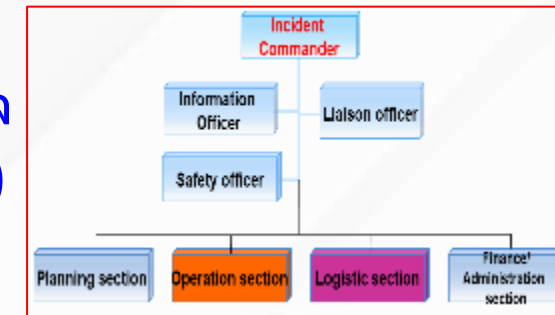 Incident
Commander
Information
Officer
Liaison officer
Safety officer
Planning section
Operation section
Logistic section
Finance/
Administration
section
)